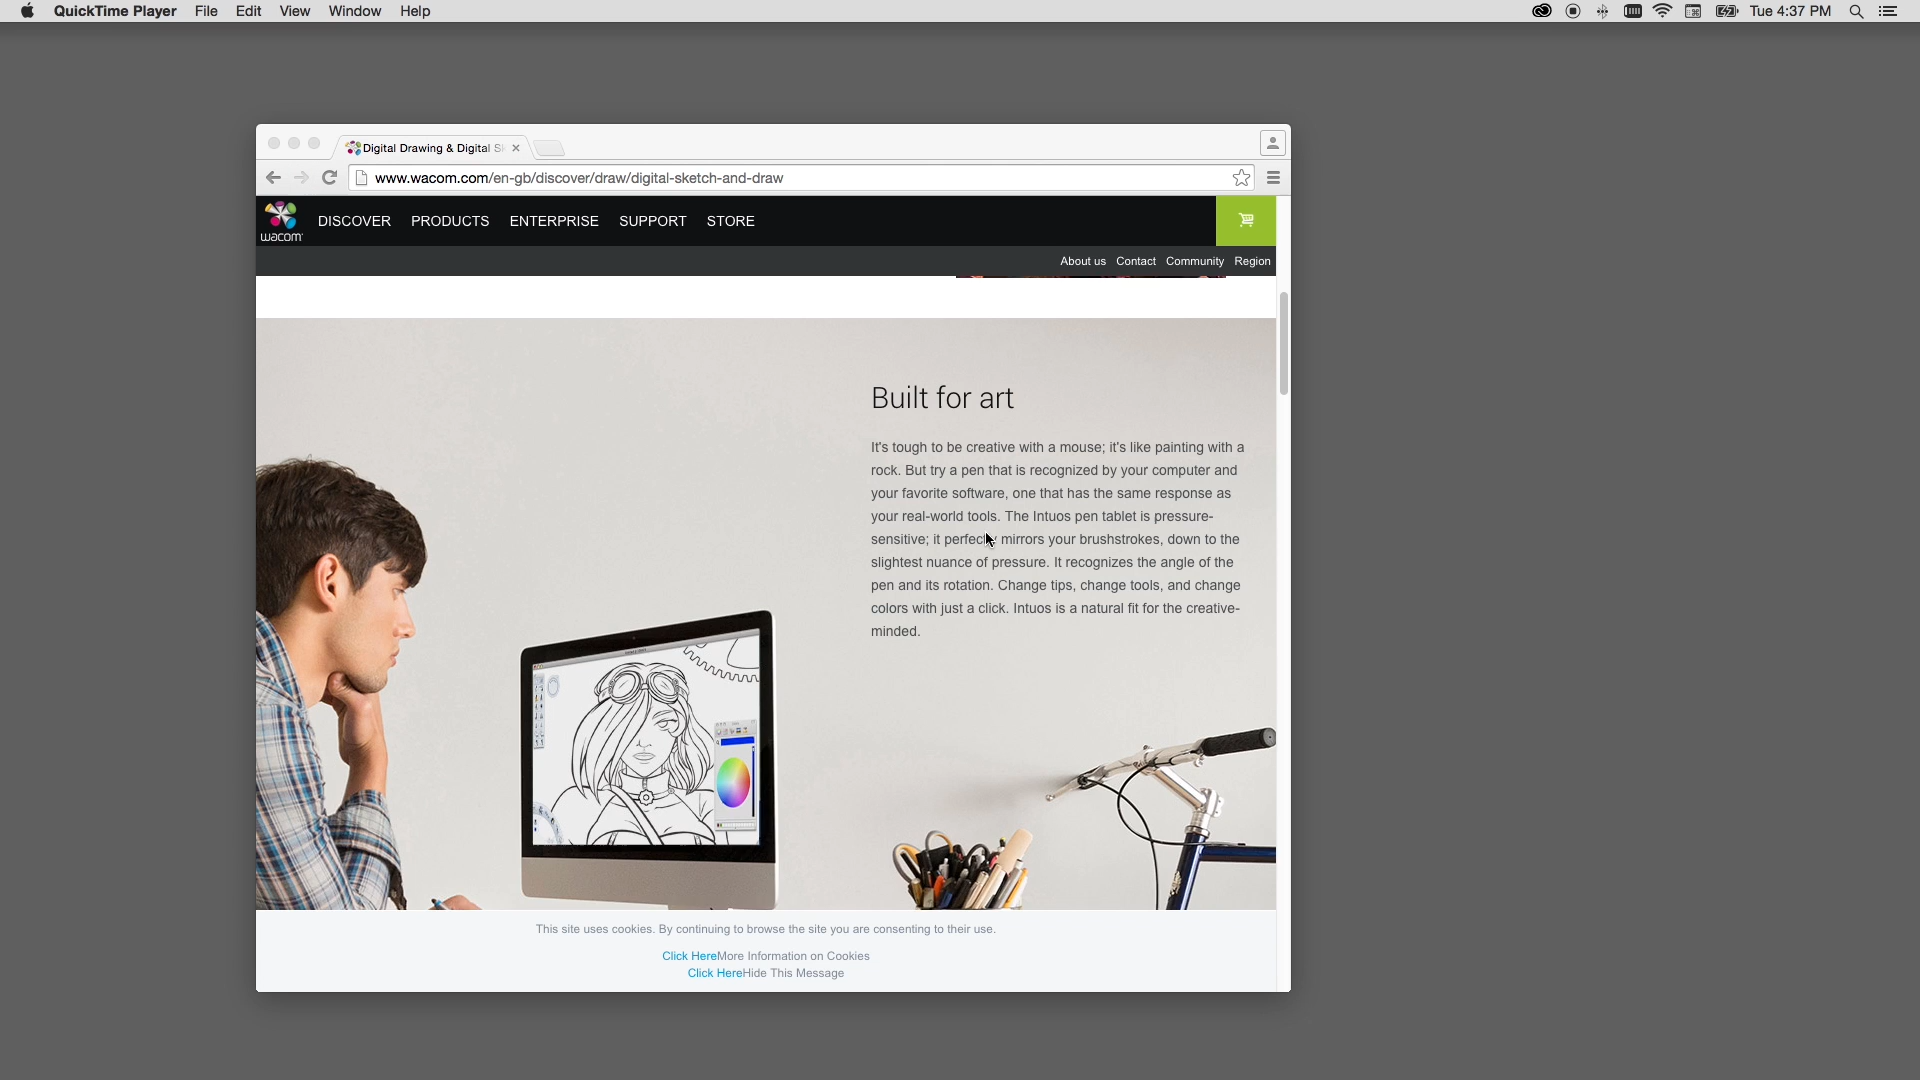 QuickTime Player File Edit View Window Help
Tue 4:37 PM
Digital Drawing & Digital S
www.wacom.com/en-gb/discover/draw/digital-sketch-and-draw
wacom
DISCOVER PRODUCTS ENTERPRISE SUPPORT STORE
About us Contact Community Region
Built for art
It's tough to be creative with a mouse; it's like painting with a
rock. But try a pen that is recognized by your computer and
your favorite software, one that has the same response as
your real-world tools. The Intuos pen tablet is pressure-
sensitive; it perfectly mirrors your brushstrokes, down to the
slightest nuance of pressure. It recognizes the angle of the
pen and its rotation. Change tips, change tools, and change
colors with just a click. Intuos is a natural fit for the creative-
minded.
This site uses cookies. By continuing to browse the site you are consenting to their use.
Click HereMore Information on Cookies
Click HereHide This Message